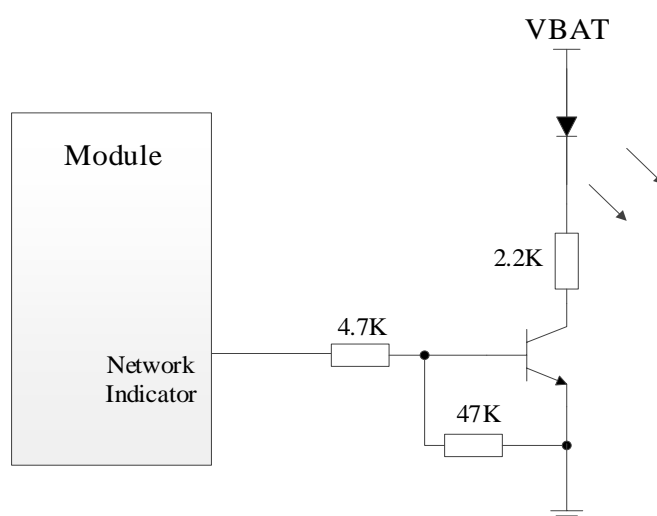 VBAT
Module
2.2K
4.7K
Network
Indicator
47K